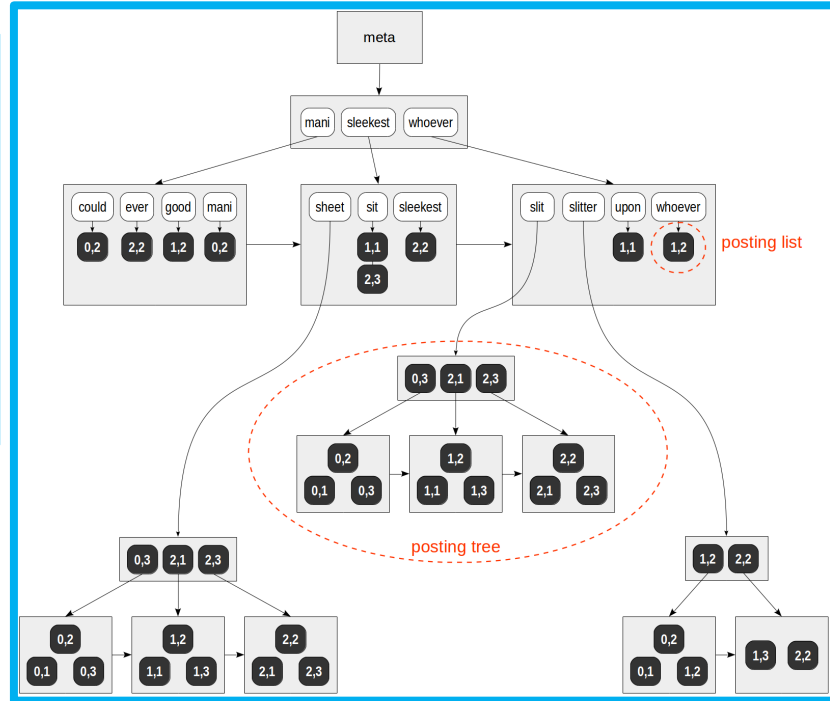 meta
mani sleekest whoever
could ever good mani sheet sit sleekest slit slitter upon whoever
0,2 2,2 1,2 0,2 1,1 2,2 1,1 1,2 posting list
2,3
0,3 2,1 2,3
0,2 1,2 2,2
0,1 0,3 1,1 1,3 2,1 2,3
posting tree
0,3 2,1 2,3 1,2 2,2
0,2 1,2 2,2 0,2
0,1 0,3 1,1 1,3 2,1 2,3 0,1 1,2 1,3 2,2